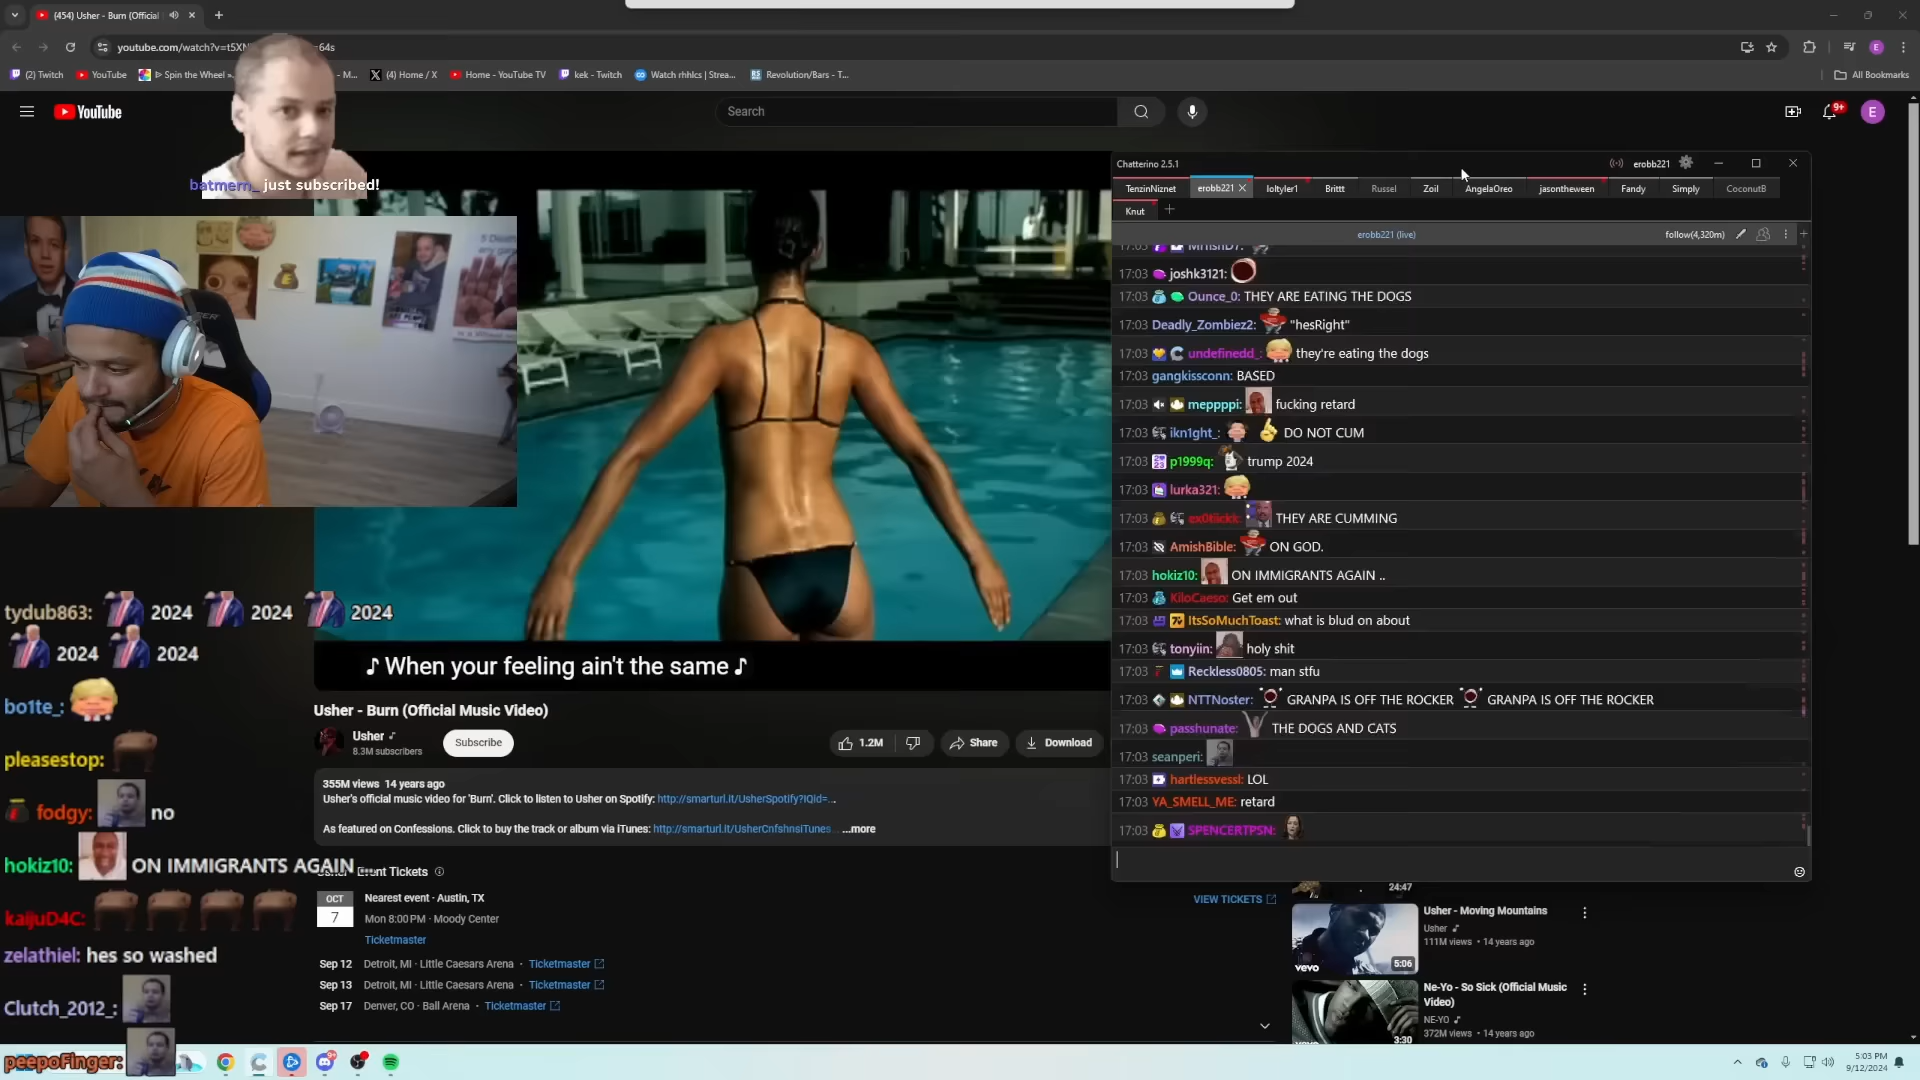 (454) Usher - Burn (Official
youtube.com/watch?v=t5XN
=64s
(2) Twitch
YouTube
Spin the Wheel
- M...
(4) Home / X
Home - YouTube TV
kek - Twitch
Watch rhhlcs | Strea...
Revolution/Bars - T...
All Bookmarks
YouTube
Search
9+
E
batmem_ just subscribed!
Chatterino 2.5.1
erobb221
TenzinNiznet
erobb221
loltyler1
Brittt
Russel
Zoil
AngelaOreo
jasontheween
Fandy
Simply
CoconutB
Knut
erobb221 (live)
follow(4,320m)
17:03 MrfishD7:
17:03 joshk3121:
17:03 Ounce_0: THEY ARE EATING THE DOGS
17:03 Deadly_Zombiez2: "hesRight"
17:03 undefinedd_: they're eating the dogs
17:03 gangkissconn: BASED
17:03 meppppi: fucking retard
17:03 ikn1ght_: DO NOT CUM
17:03 p1999q: trump 2024
17:03 lurka321:
17:03 ex0tiickk: THEY ARE CUMMING
17:03 AmishBible: ON GOD.
17:03 hokiz10: ON IMMIGRANTS AGAIN ..
17:03 KiloCaeso: Get em out
17:03 ItsSoMuchToast: what is blud on about
17:03 tonyiin: holy shit
17:03 Reckless0805: man stfu
17:03 NTTNoster: GRANPA IS OFF THE ROCKER GRANPA IS OFF THE ROCKER
17:03 passhunate: THE DOGS AND CATS
17:03 seanperi:
17:03 hartlessvessl: LOL
17:03 YA_SMELL_ME: retard
17:03 SPENCERTPSN:
♪ When your feeling ain't the same ♪
Usher - Burn (Official Music Video)
Usher
8.3M subscribers
Subscribe
1.2M
Share
Download
355M views 14 years ago
Usher's official music video for 'Burn'. Click to listen to Usher on Spotify: http://smarturl.it/UsherSpotify?IQid=...
As featured on Confessions. Click to buy the track or album via iTunes: http://smarturl.it/UsherCnfshnsiTunes ...more
Event Tickets
OCT
7
Nearest event · Austin, TX
Mon 8:00PM · Moody Center
Ticketmaster
VIEW TICKETS
Sep 12 Detroit, MI · Little Caesars Arena · Ticketmaster
Sep 13 Detroit, MI · Little Caesars Arena · Ticketmaster
Sep 17 Denver, CO · Ball Arena · Ticketmaster
24:47
Usher - Moving Mountains
Usher
111M views · 14 years ago
vevo
5:06
Ne-Yo - So Sick (Official Music
Video)
NE-YO
372M views · 14 years ago
vevo
3:30
tydub863: 2024 2024 2024
2024 2024
bo1te_:
pleasestop:
fodgy: no
hokiz10: ON IMMIGRANTS AGAIN ..
kaijuD4C:
zelathiel: hes so washed
Clutch_2012_:
peepoFinger:
5:03 PM
9/12/2024